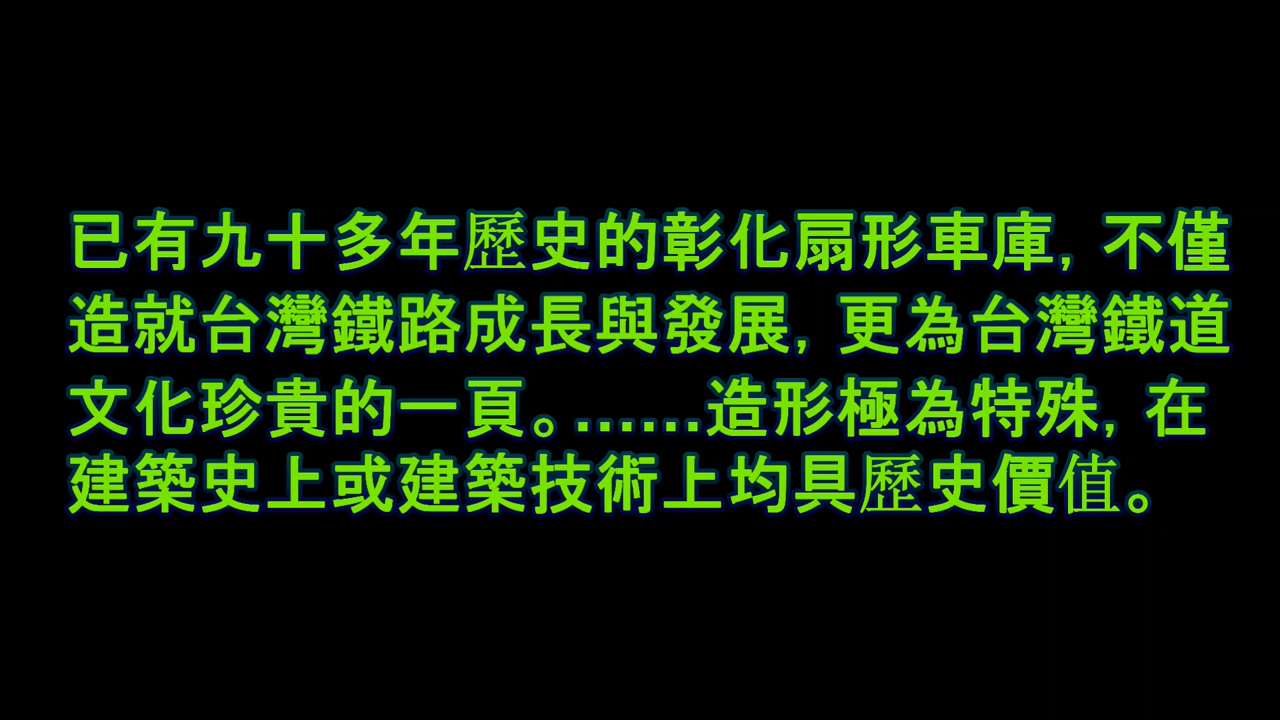 已有九十多年歷史的彰化扇形車庫, 不僅
造就台灣鐵路成長與發展, 更為台灣鐵道
文化珍貴的一頁。......造形極為特殊, 在
建築史上或建築技術上均具歷史價值。